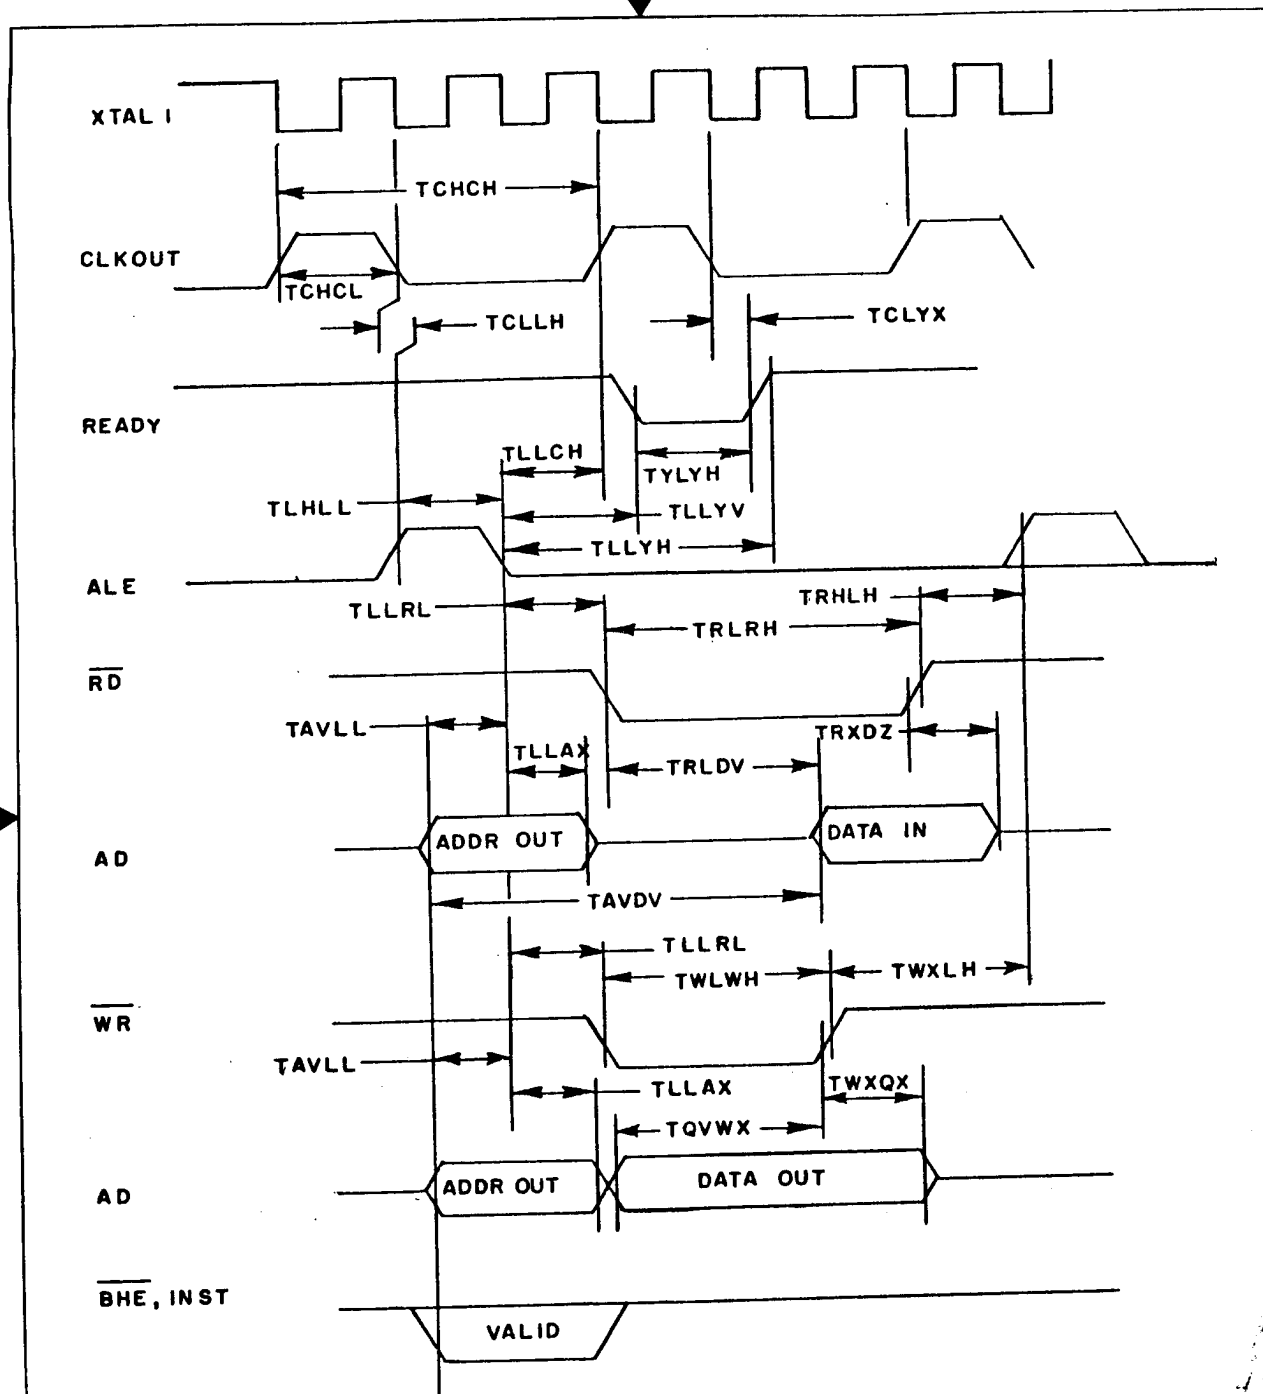 XTAL 1
TCHCH
CLKOUT
TCHCL
TCLLH
TCLYX
READY
TLLCH
TYLYH
TLHLL
TLLYV
TLLYH
ALE
TLLRL
TRHLH
TRLRH
RD
TAVLL
TRXDZ
TLLAX
TRLDV
ADDR OUT
DATA IN
AD
TAVDV
TLLRL
TWLWH
TWXLH
WR
TAVLL
TLLAX
TWXQX
TQVWX
AD
ADDR OUT
DATA OUT
BHE, INST
VALID